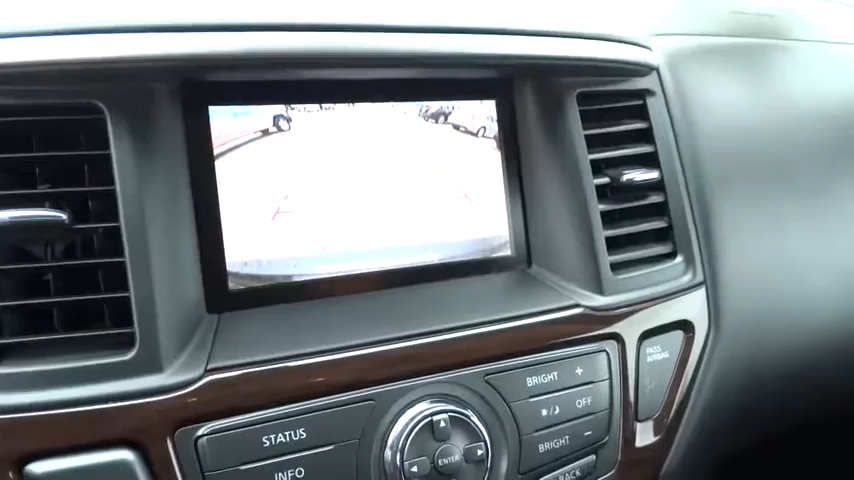 PASS
AIRBAG
STATUS
INFO
ENTER
BRIGHT +
OFF
BRIGHT -
BACK